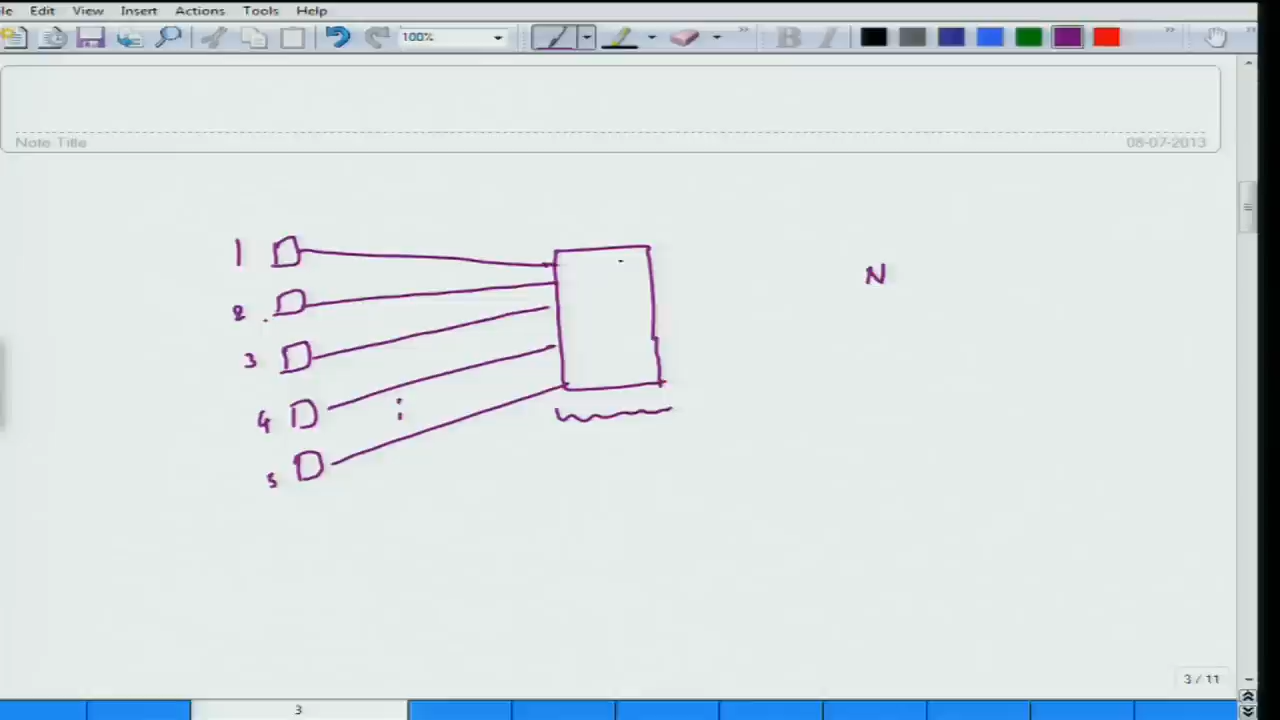 le Edit View Insert Actions Tools Help
100%
B I
Note Title
08-07-2013
1
2
3
4
5
N
3 / 11
3